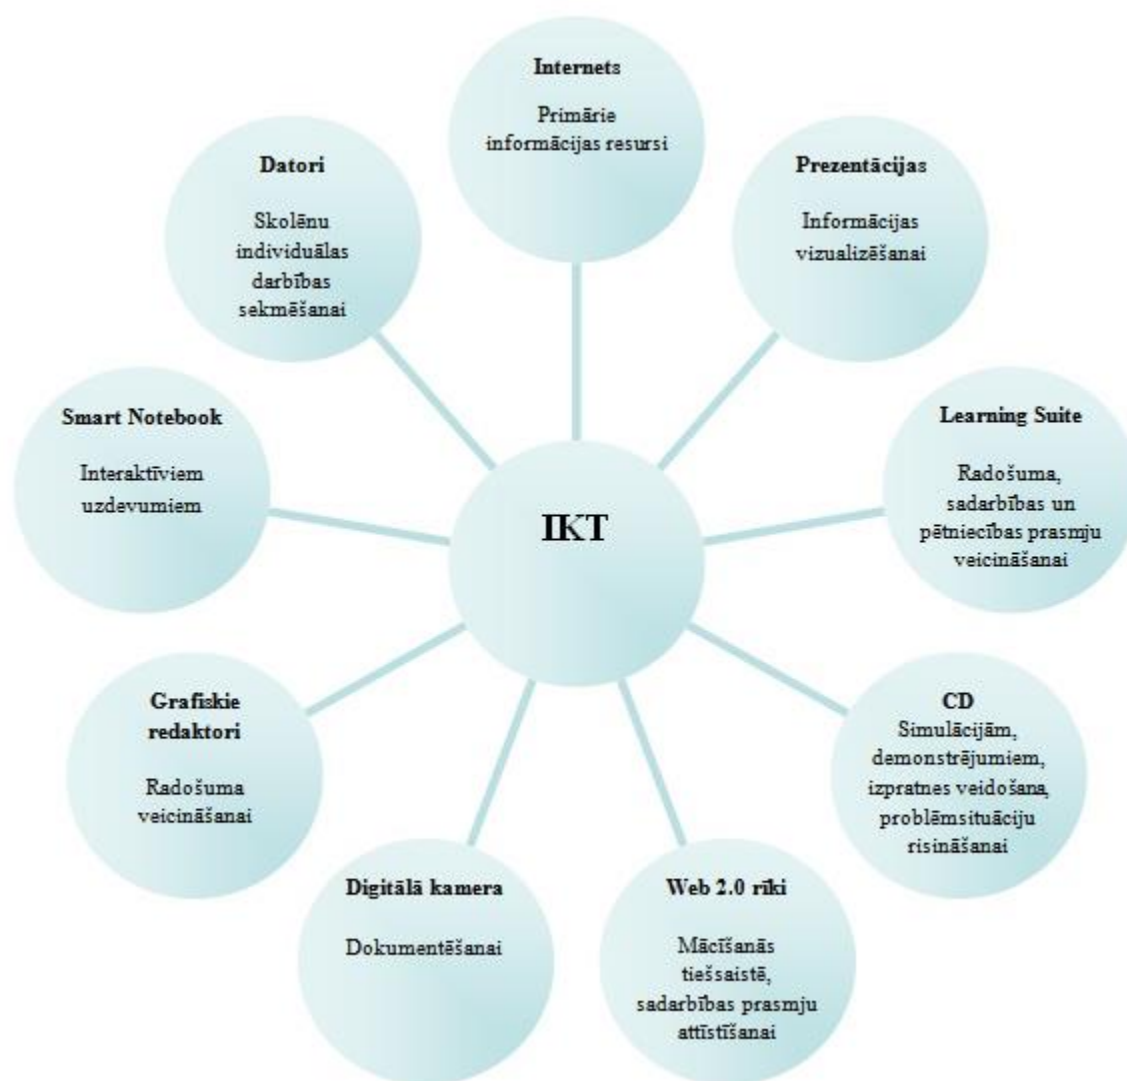 Internets
Primārie
informācijas resursi
Prezentācijas
Informācijas
vizualizēšanai
Learning Suite
Radošuma,
sadarbības un
pētniecības prasmju
veicināšanai
CD
Simulācijām,
demonstrējumiem,
izpratnes veidošana,
problēmsituāciju
risināšanai
Web 2.0 rīki
Mācīšanās
tiešsaistē,
sadarbības prasmju
attīstīšanai
Digitālā kamera
Dokumentēšanai
Grafiskie
redaktori
Radošuma
veicināšanai
Smart Notebook
Interaktīviem
uzdevumiem
Datori
Skolēnu
individuālas
darbības
sekmēšanai
IKT